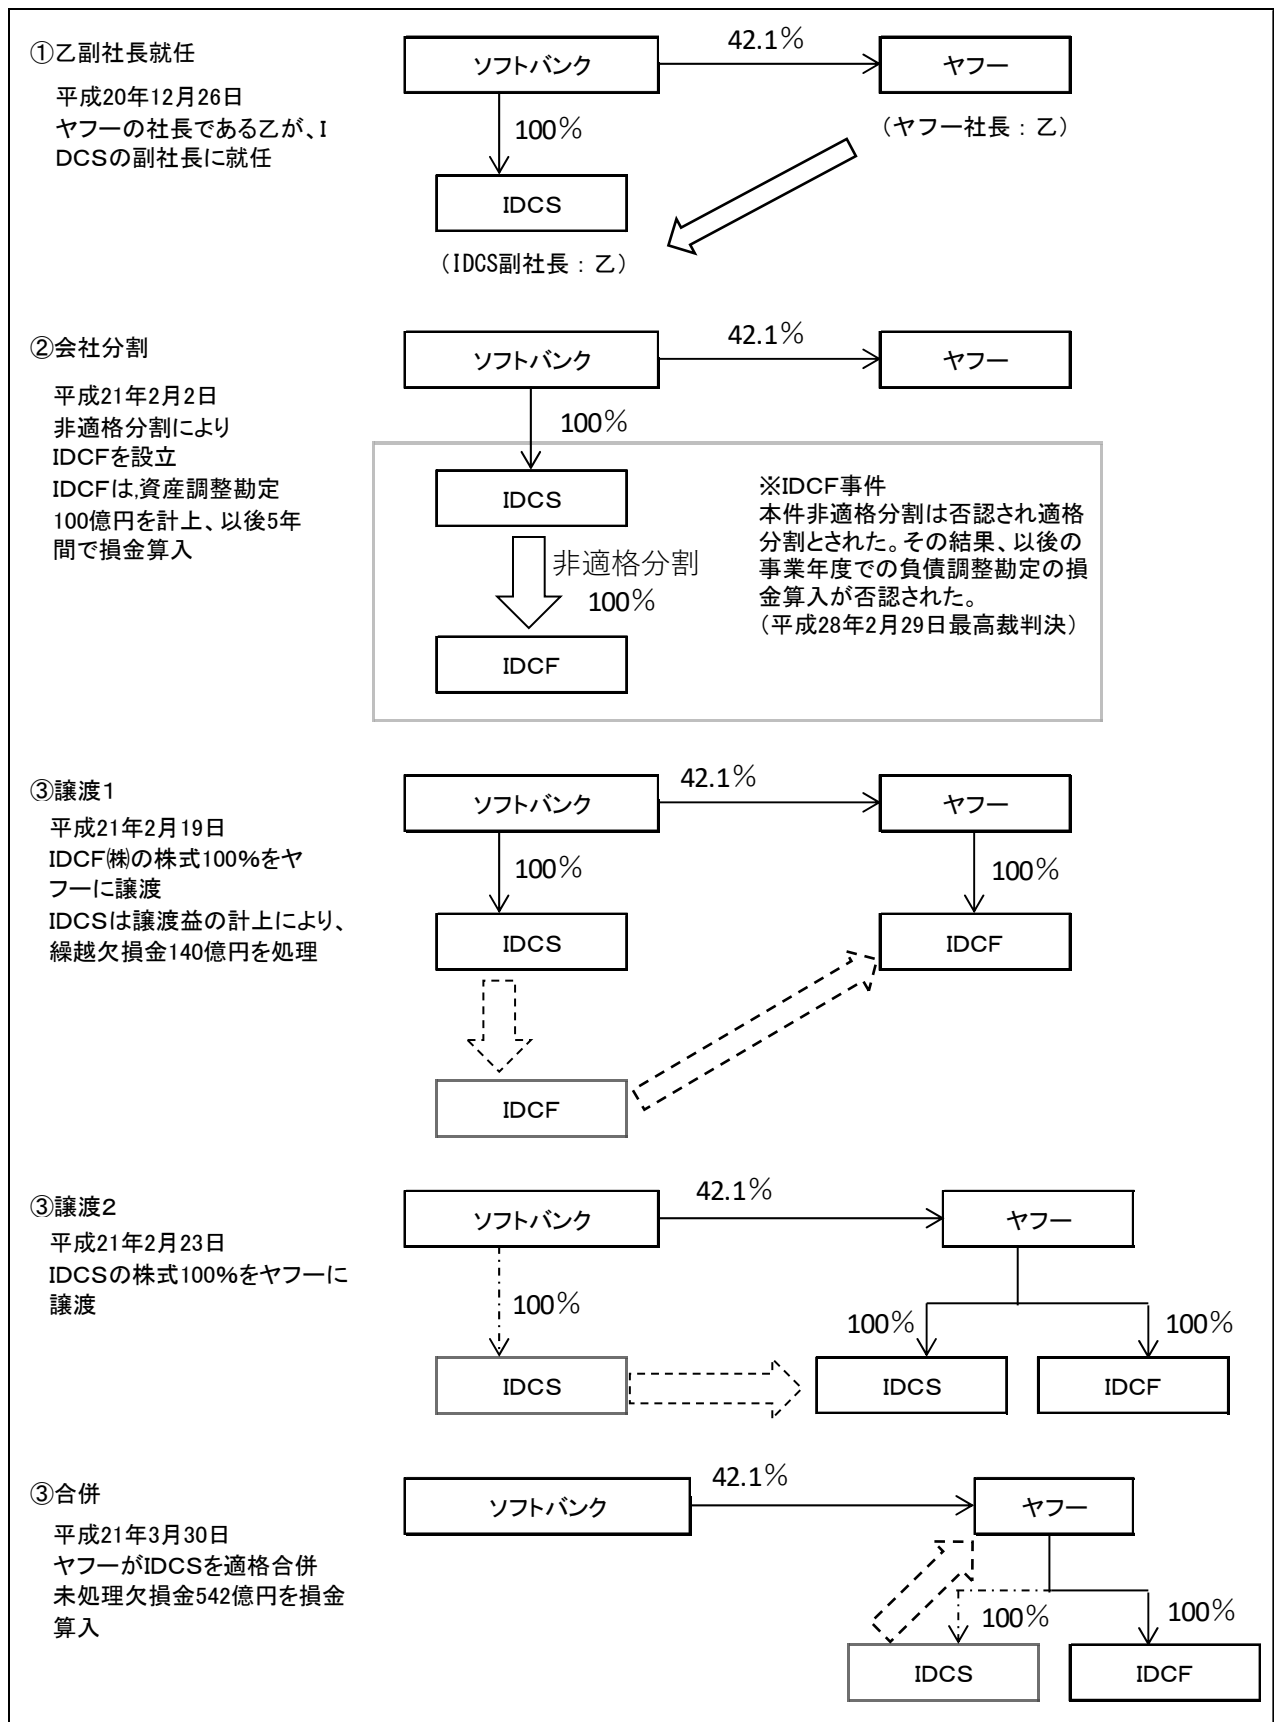 ①乙副社長就任
平成20年12月26日
ヤフーの社長である乙が、I
DCSの副社長に就任
ソフトバンク
42.1%
ヤフー
100%
（ヤフー社長：乙）
IDCS
（IDCS副社長：乙）
②会社分割
平成21年2月2日
非適格分割により
IDCFを設立
IDCFは,資産調整勘定
100億円を計上、以後5年
間で損金算入
ソフトバンク
42.1%
ヤフー
100%
IDCS
非適格分割
100%
IDCF
※IDCF事件
本件非適格分割は否認され適格
分割とされた。その結果、以後の
事業年度での負債調整勘定の損
金算入が否認された。
（平成28年2月29日最高裁判決）
③譲渡1
平成21年2月19日
IDCF㈱の株式100%をヤ
フーに譲渡
IDCSは譲渡益の計上により、
繰越欠損金140億円を処理
ソフトバンク
42.1%
ヤフー
100%
100%
IDCS
IDCF
IDCF
③譲渡2
平成21年2月23日
IDCSの株式100%をヤフーに
譲渡
ソフトバンク
42.1%
ヤフー
100%
100%
100%
IDCS
IDCS
IDCF
③合併
平成21年3月30日
ヤフーがIDCSを適格合併
未処理欠損金542億円を損金
算入
ソフトバンク
42.1%
ヤフー
100%
100%
IDCS
IDCF